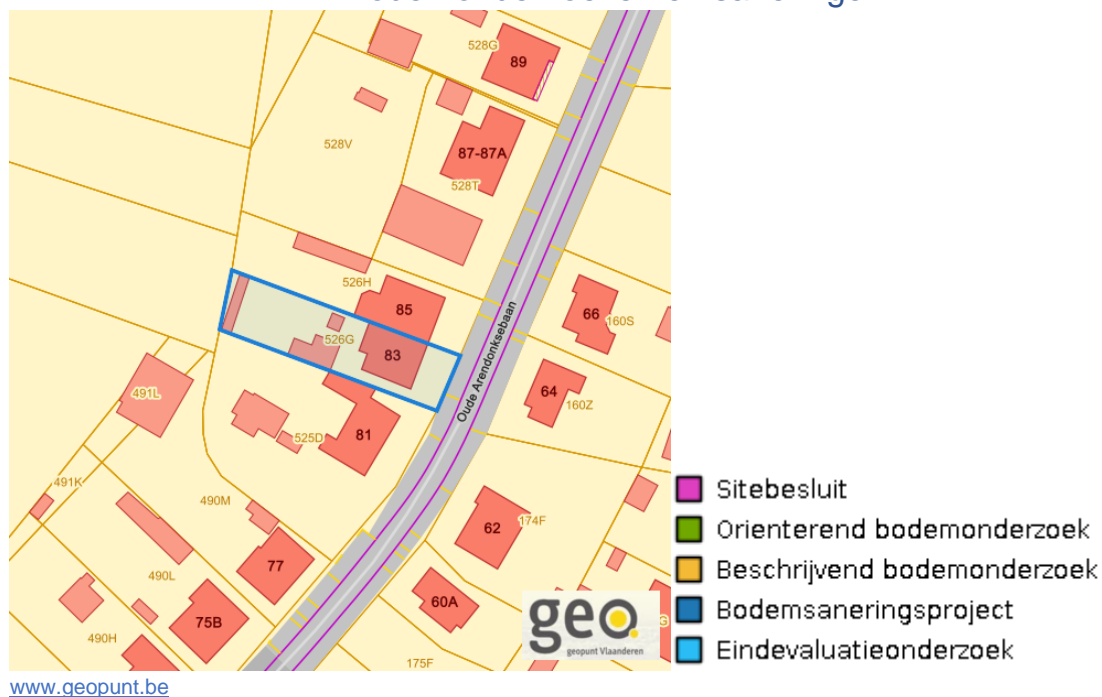 528G
89
528V
87-87A
528T
526H
85
66
160S
526G
83
Oude Arendonksebaan
64
160Z
491L
81
525D
491K
490M
62
174F
77
490L
60A
75B
490H
175F
G
geo.
geopunt Vlaanderen
Sitebesluit
Orienterend bodemonderzoek
Beschrijvend bodemonderzoek
Bodemsaneringsproject
Eindevaluatieonderzoek
www.geopunt.be